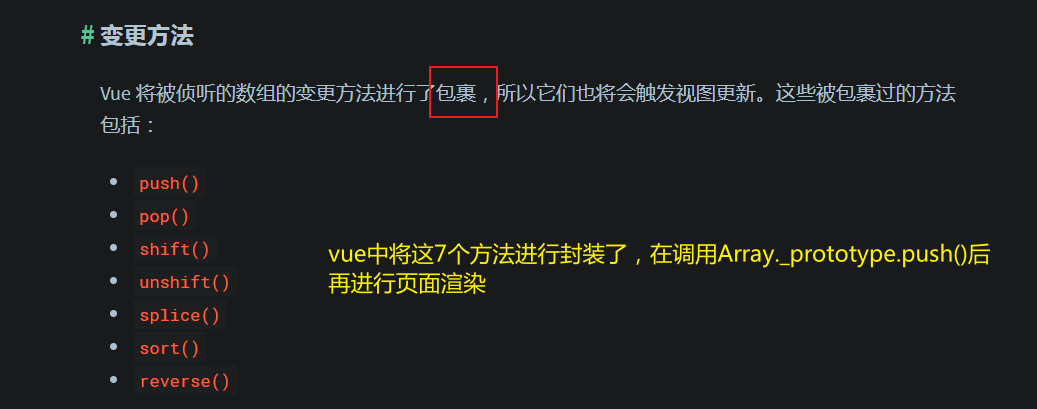 # 变更方法
Vue 将被侦听的数组的变更方法进行了包裹，所以它们也将会触发视图更新。这些被包裹过的方法
包括：
push()
pop()
shift()
unshift()
splice()
sort()
reverse()
vue中将这7个方法进行封装了，在调用Array._prototype.push()后
再进行页面渲染